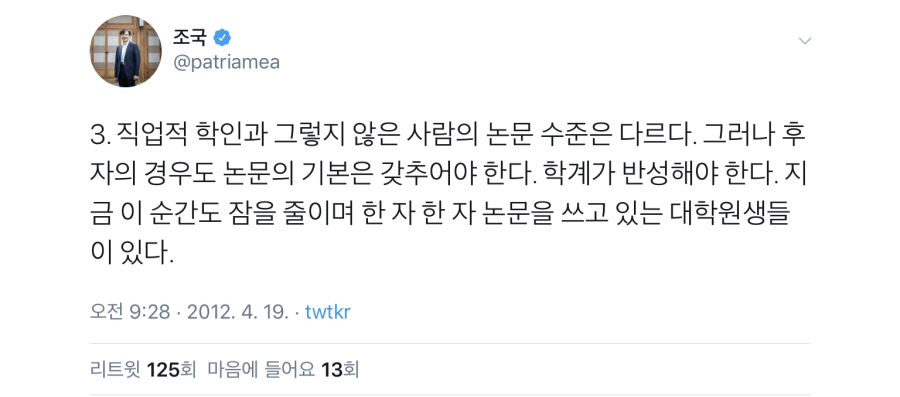 조국
@patriamea
3. 직업적 학인과 그렇지 않은 사람의 논문 수준은 다르다. 그러나 후
자의 경우도 논문의 기본은 갖추어야 한다. 학계가 반성해야 한다. 지
금 이 순간도 잠을 줄이며 한 자 한 자 논문을 쓰고 있는 대학원생들
이 있다.
오전 9:28 · 2012. 4. 19. · twtkr
리트윗 125회 마음에 들어요 13회